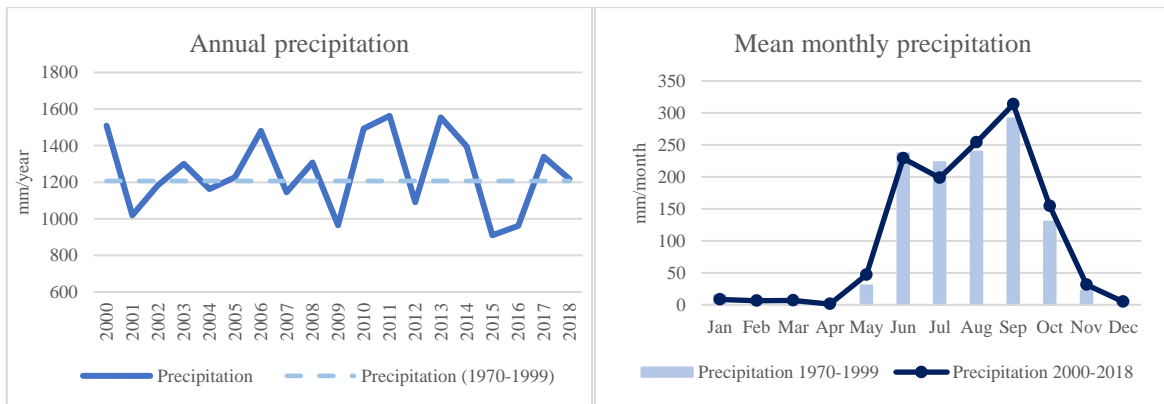 Annual precipitation
1800
1600
1400
1200
1000
800
600
mm/year
2000 2001 2002 2003 2004 2005 2006 2007 2008 2009 2010 2011 2012 2013 2014 2015 2016 2017 2018
Precipitation Precipitation (1970-1999)
Mean monthly precipitation
350
300
250
200
150
100
50
0
mm/month
Jan Feb Mar Apr May Jun Jul Aug Sep Oct Nov Dec
Precipitation 1970-1999 Precipitation 2000-2018